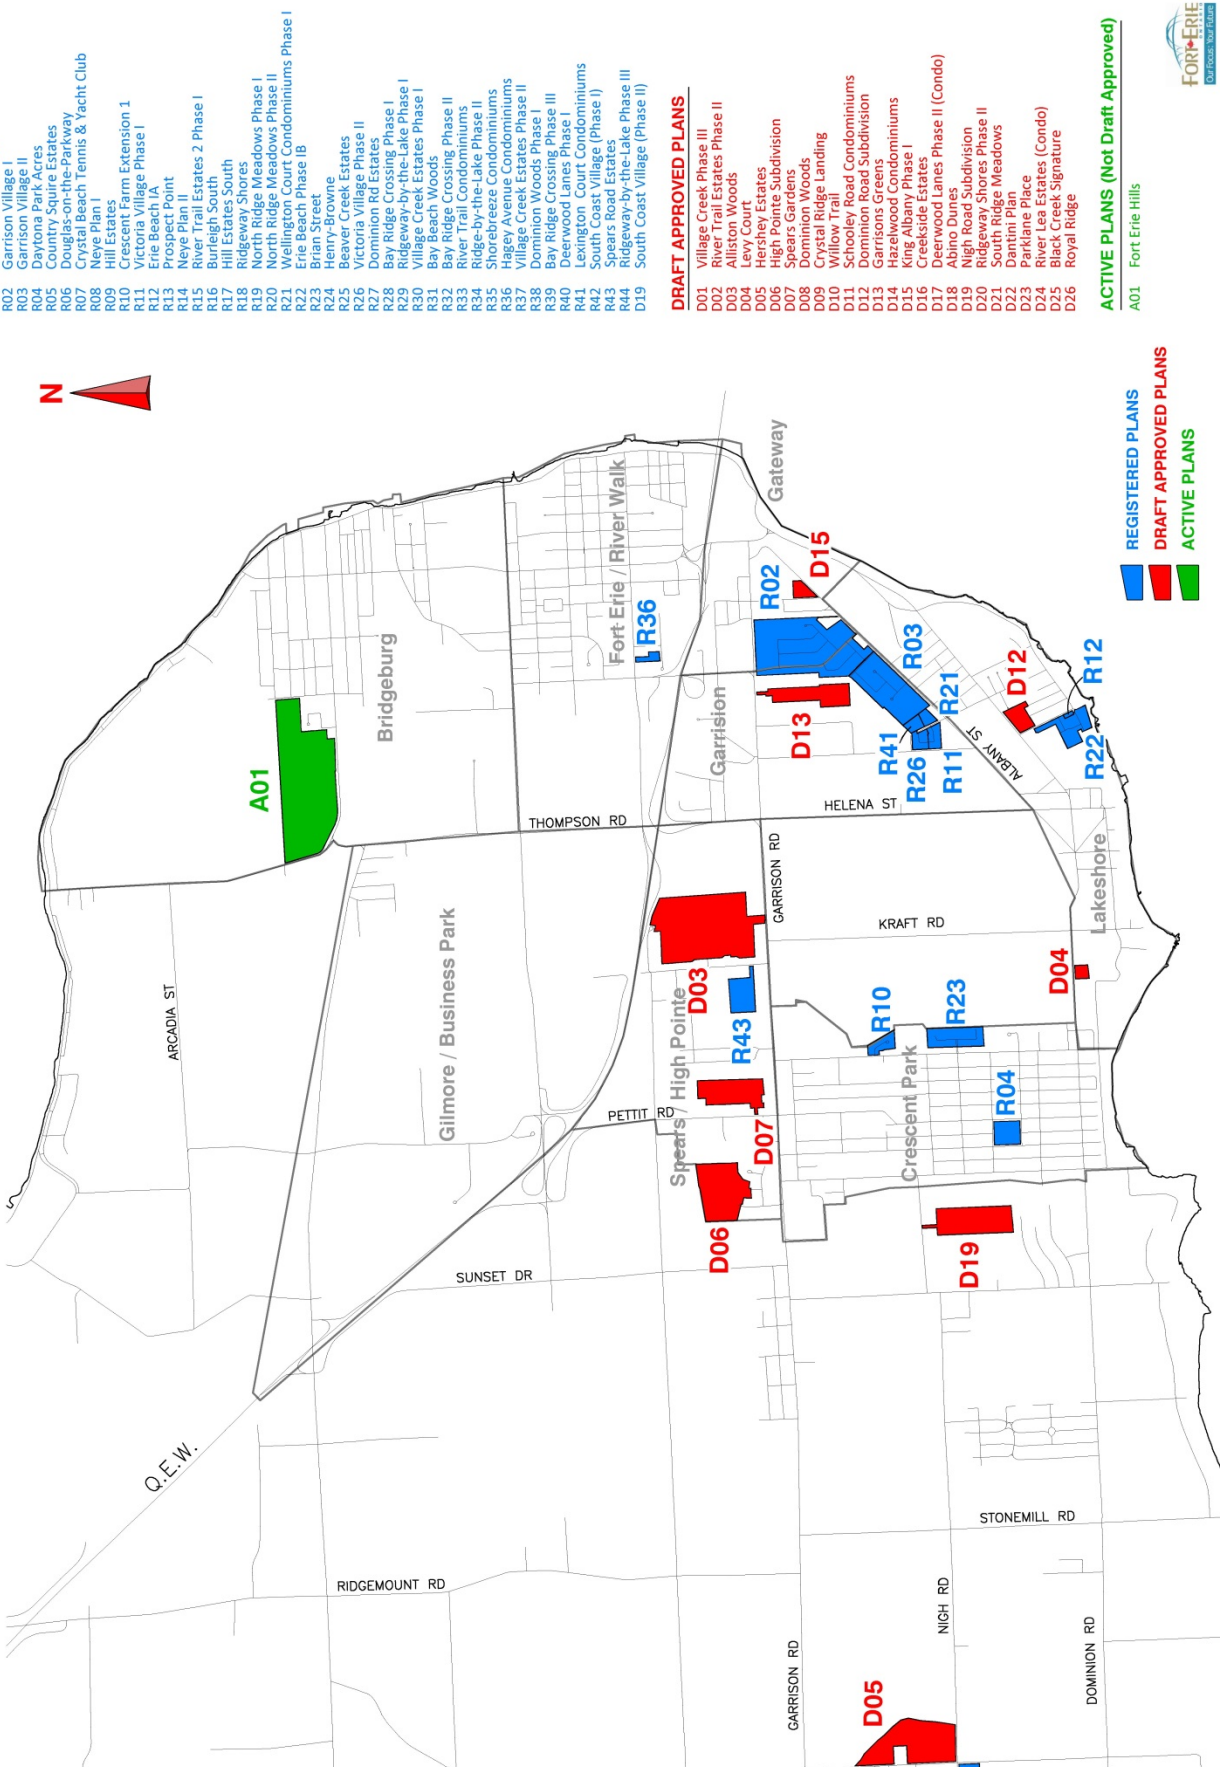 R02 Garrison Village I
R03 Garrison Village II
R04 Daytona Park Acres
R05 Country Squire Estates
R06 Douglas-on-the-Parkway
R07 Crystal Beach Tennis & Yacht Club
R08 Neye Plan I
R09 Hill Estates
R10 Crescent Farm Extension 1
R11 Victoria Village Phase I
R12 Erie Beach IA
R13 Prospect Point
R14 Neye Plan II
R15 River Trail Estates 2 Phase I
R16 Burleigh South
R17 Hill Estates South
R18 Ridgeway Shores
R19 North Ridge Meadows Phase I
R20 North Ridge Meadows Phase II
R21 Wellington Court Condominiums Phase I
R22 Erie Beach Phase IB
R23 Brian Street
R24 Henry-Browne
R25 Beaver Creek Estates
R26 Victoria Village Phase II
R27 Dominion Rd Estates
R28 Bay Ridge Crossing Phase I
R29 Ridgeway-by-the-Lake Phase I
R30 Village Creek Estates Phase I
R31 Bay Beach Woods
R32 Bay Ridge Crossing Phase II
R33 River Trail Condominiums
R34 Ridge-by-the-Lake Phase II
R35 Shorebreeze Condominiums
R36 Hagey Avenue Condominiums
R37 Village Creek Estates Phase II
R38 Dominion Woods Phase I
R39 Bay Ridge Crossing Phase III
R40 Deerwood Lanes Phase I
R41 Lexington Court Condominiums
R42 South Coast Village (Phase I)
R43 Spears Road Estates
R44 Ridgeway-by-the-Lake Phase III
D19 South Coast Village (Phase II)
DRAFT APPROVED PLANS
D01 Village Creek Phase III
D02 River Trail Estates Phase II
D03 Alliston Woods
D04 Levy Court
D05 Hershey Estates
D06 High Pointe Subdivision
D07 Spears Gardens
D08 Dominion Woods
D09 Crystal Ridge Landing
D10 Willow Trail
D11 Schooley Road Condominiums
D12 Dominion Road Subdivision
D13 Garrisons Greens
D14 Hazelwood Condominiums
D15 King Albany Phase I
D16 Creekside Estates
D17 Deerwood Lanes Phase II (Condo)
D18 Abino Dunes
D19 Nigh Road Subdivision
D20 Ridgeway Shores Phase II
D21 South Ridge Meadows
D22 Dantini Plan
D23 Parklane Place
D24 River Lea Estates (Condo)
D25 Black Creek Signature
D26 Royal Ridge
ACTIVE PLANS (Not Draft Approved)
A01 Fort Erie Hills
FORT ERIE
ONTARIO
Our Focus: Your Future
N
REGISTERED PLANS
DRAFT APPROVED PLANS
ACTIVE PLANS
Q.E.W.
ARCADIA ST
A01
Bridgeburg
Gilmore / Business Park
THOMPSON RD
Fort Erie / River Walk
R36
Gateway
R02
D15
Garrision
D13
R03
R21
R41
R26
R11
ALBANY ST
HELENA ST
D12
R12
R22
Lakeshore
GARRISON RD
KRAFT RD
D03
D04
R43
Spears / High Pointe
R10
R23
Crescent Park
R04
PETTIT RD
D07
D06
D19
SUNSET DR
RIDGEMOUNT RD
STONEMILL RD
NIGH RD
DOMINION RD
GARRISON RD
D05